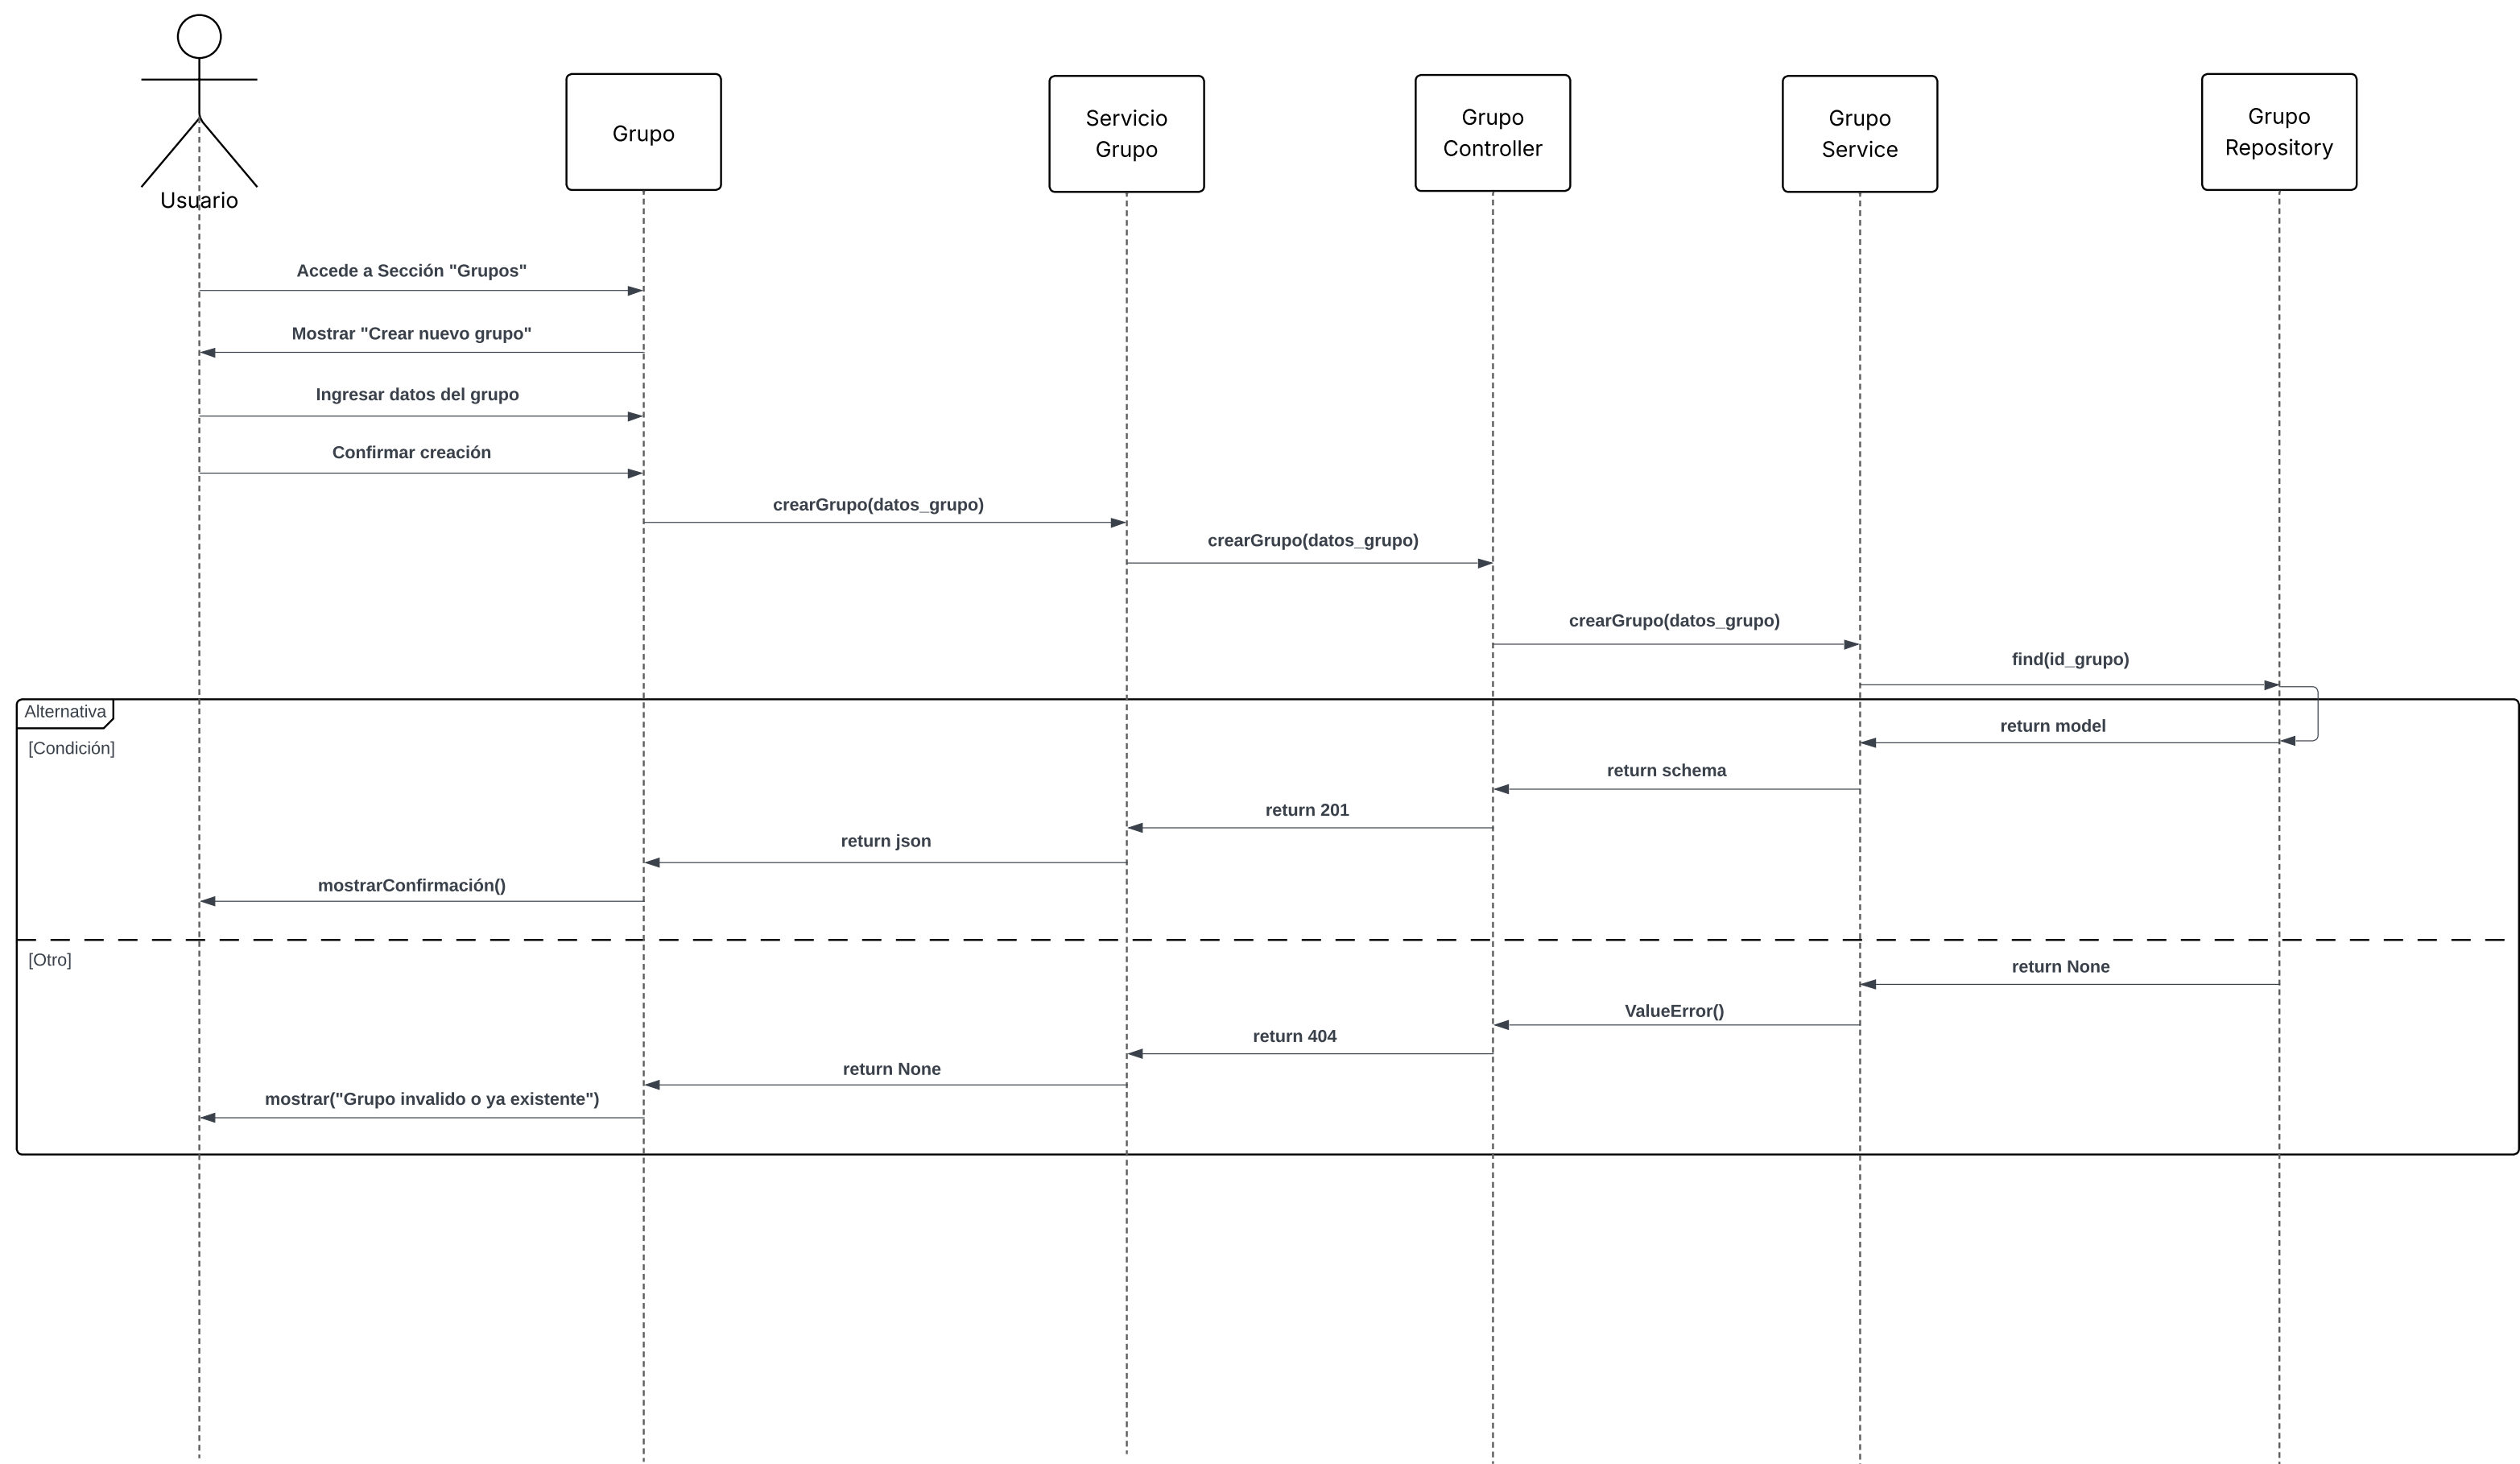 Usuario
Grupo
Servicio
Grupo
Grupo
Controller
Grupo
Service
Grupo
Repository
Accede a Sección "Grupos"
Mostrar "Crear nuevo grupo"
Ingresar datos del grupo
Confirmar creación
crearGrupo(datos_grupo)
crearGrupo(datos_grupo)
crearGrupo(datos_grupo)
find(id_grupo)
Alternativa
[Condición]
return model
return schema
return 201
return json
mostrarConfirmación()
[Otro]
return None
ValueError()
return 404
return None
mostrar("Grupo invalido o ya existente")